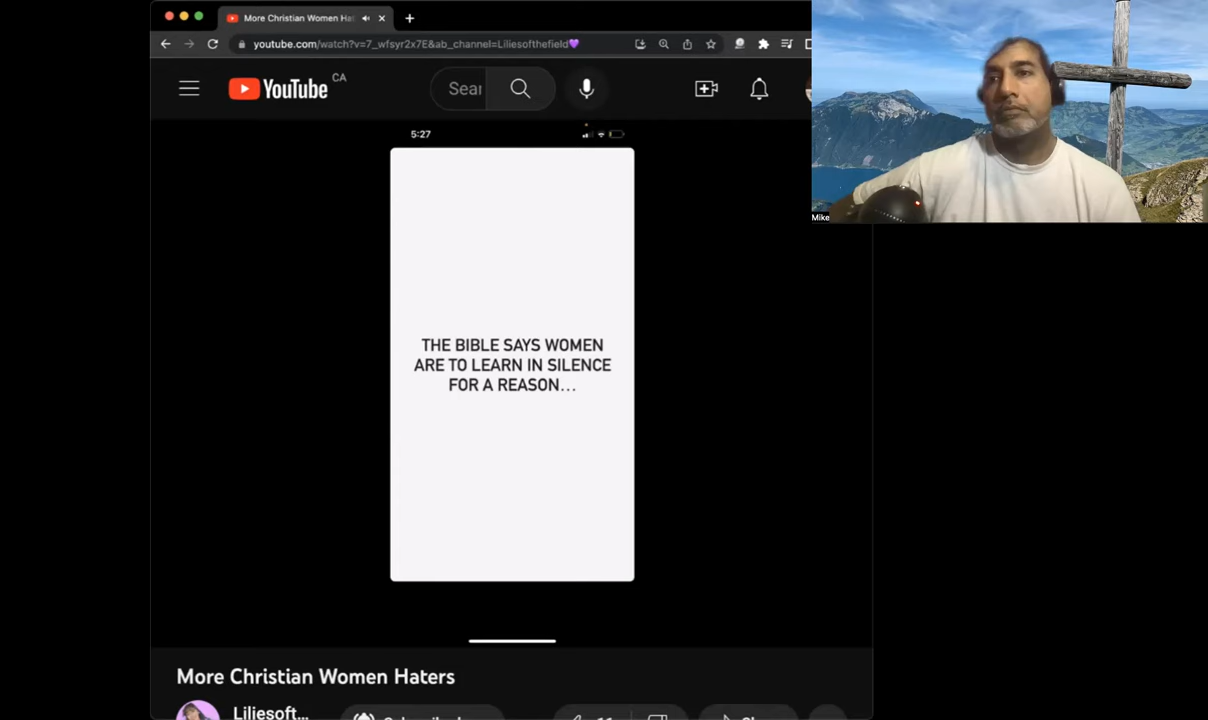 More Christian Women Ha
youtube.com/watch?v=7_wfsyr2x7E&ab_channel=Liliesofthefield💜
YouTube CA
Sear
5:27
Mike
THE BIBLE SAYS WOMEN
ARE TO LEARN IN SILENCE
FOR A REASON...
More Christian Women Haters
Liliesoft...